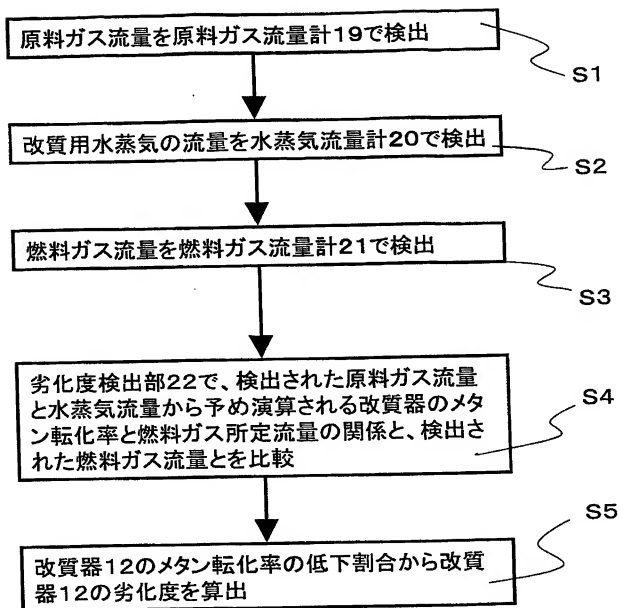 原料ガス流量を原料ガス流量計19で検出
S1
改質用水蒸気の流量を水蒸気流量計20で検出
S2
燃料ガス流量を燃料ガス流量計21で検出
S3
劣化度検出部22で、検出された原料ガス流量
と水蒸気流量から予め演算される改質器のメタ
ン転化率と燃料ガス所定流量の関係と、検出さ
れた燃料ガス流量とを比較
S4
S5
改質器12のメタン転化率の低下割合から改質
器12の劣化度を算出